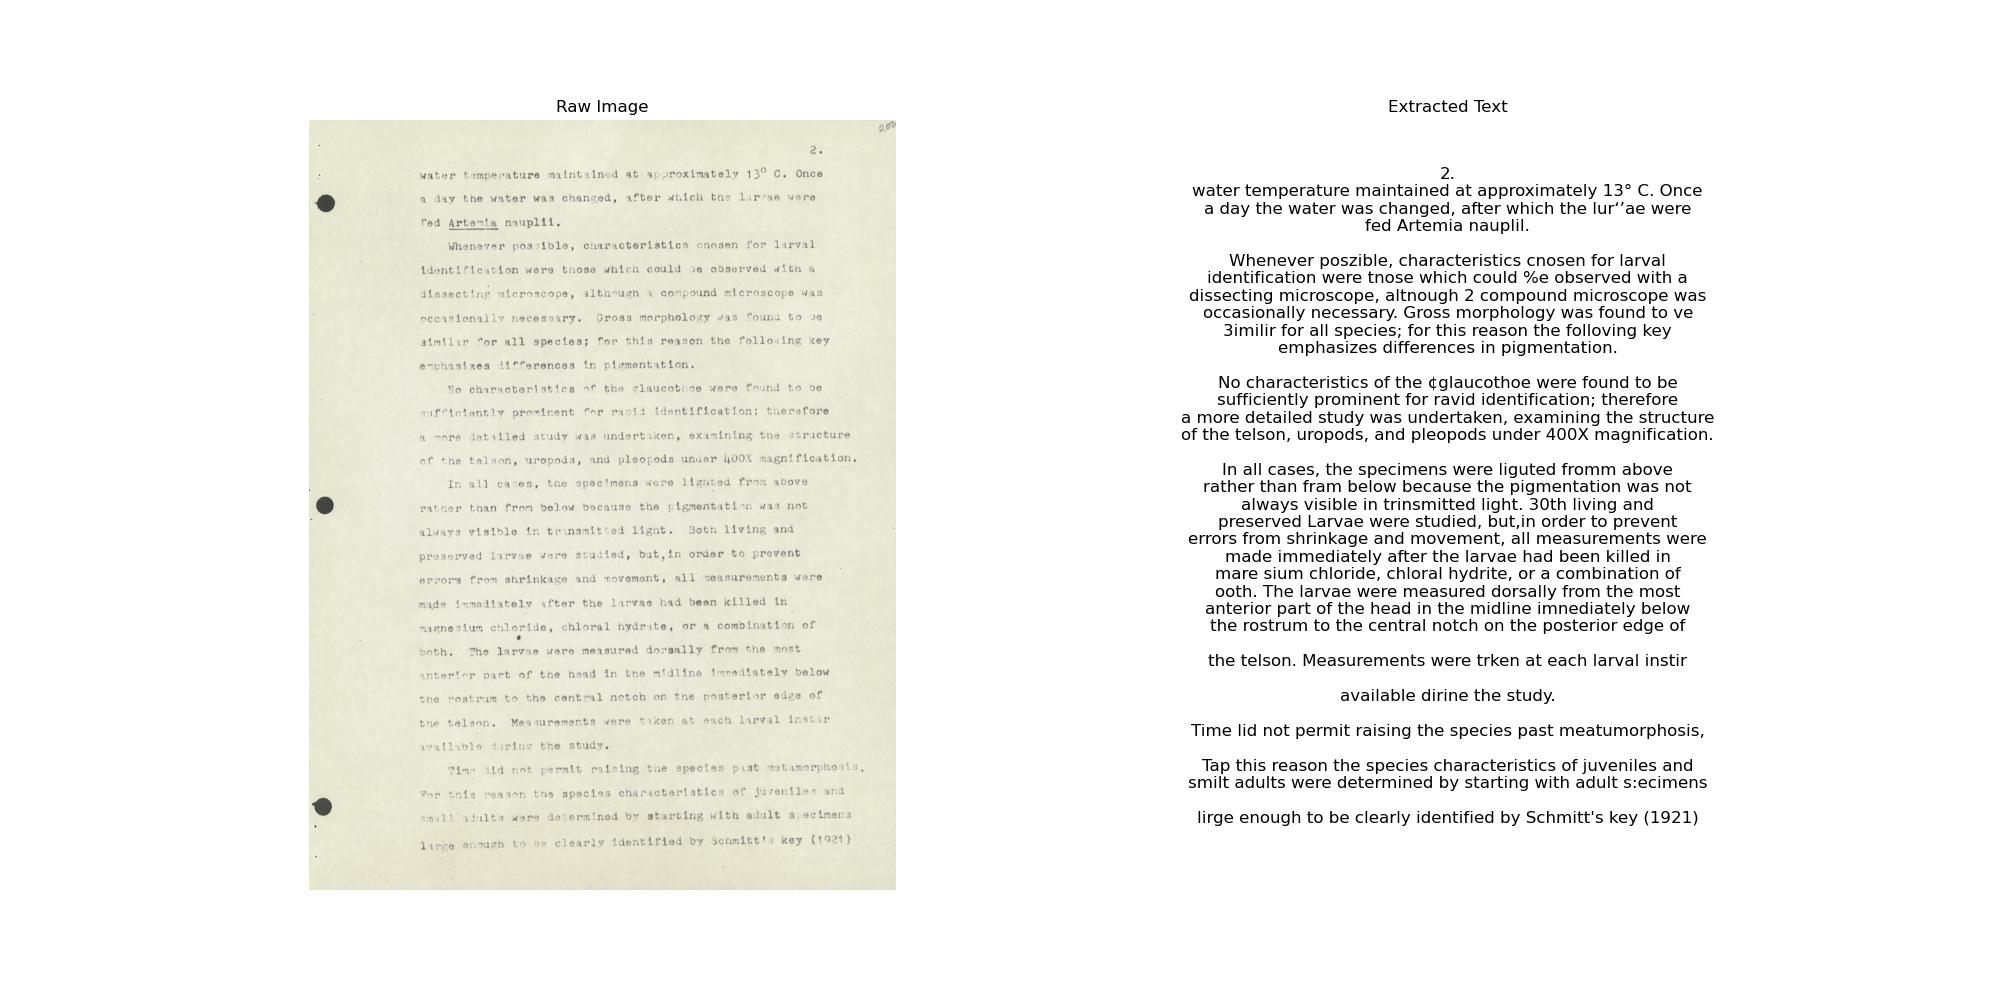 Raw Image
200
2.
water temperature maintained at approximately 13° C. Once
a day the water was changed, after which the larvae were
fed Artemia nauplii.
Whenever possible, characteristics chosen for larval
identification were those which could be observed with a
dissecting microscope, although a compound microscope was
occasionally necessary. Gross morphology was found to be
similar for all species; for this reason the following key
emphasizes differences in pigmentation.
No characteristics of the glaucothoe were found to be
sufficiently prominent for rapid identification; therefore
a more detailed study was undertaken, examining the structure
of the telson, uropods, and pleopods under 400X magnification.
In all cases, the specimens were lighted from above
rather than from below because the pigmentation was not
always visible in transmitted light. Both living and
preserved larvae were studied, but,in order to prevent
errors from shrinkage and movement, all measurements were
made immediately after the larvae had been killed in
magnesium chloride, chloral hydrate, or a combination of
both. The larvae were measured dorsally from the most
anterior part of the head in the midline immediately below
the rostrum to the central notch on the posterior edge of
the telson. Measurements were taken at each larval instar
available during the study.
Time did not permit raising the species past metamorphosis.
For this reason the species characteristics of juveniles and
small adults were determined by starting with adult specimens
large enough to be clearly identified by Schmitt's key (1921)
Extracted Text
2.
water temperature maintained at approximately 13° C. Once
a day the water was changed, after which the lur‘’ae were
fed Artemia nauplil.
Whenever poszible, characteristics cnosen for larval
identification were tnose which could %e observed with a
dissecting microscope, altnough 2 compound microscope was
occasionally necessary. Gross morphology was found to ve
3imilir for all species; for this reason the folloving key
emphasizes differences in pigmentation.
No characteristics of the ¢glaucothoe were found to be
sufficiently prominent for ravid identification; therefore
a more detailed study was undertaken, examining the structure
of the telson, uropods, and pleopods under 400X magnification.
In all cases, the specimens were liguted fromm above
rather than fram below because the pigmentation was not
always visible in trinsmitted light. 30th living and
preserved Larvae were studied, but,in order to prevent
errors from shrinkage and movement, all measurements were
made immediately after the larvae had been killed in
mare sium chloride, chloral hydrite, or a combination of
ooth. The larvae were measured dorsally from the most
anterior part of the head in the midline imnediately below
the rostrum to the central notch on the posterior edge of
the telson. Measurements were trken at each larval instir
available dirine the study.
Time lid not permit raising the species past meatumorphosis,
Tap this reason the species characteristics of juveniles and
smilt adults were determined by starting with adult s:ecimens
lirge enough to be clearly identified by Schmitt's key (1921)